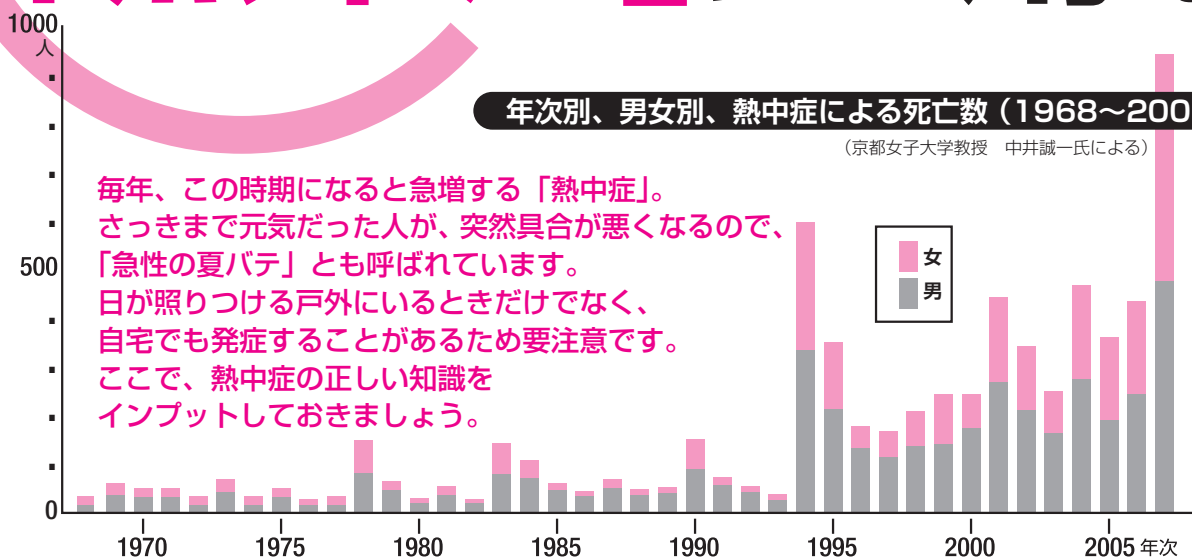 年次別、男女別、熱中症による死亡数（1968～200
（京都女子大学教授　中井誠一氏による）
毎年、この時期になると急増する「熱中症」。
さっきまで元気だった人が、突然具合が悪くなるので、
「急性の夏バテ」とも呼ばれています。
日が照りつける戸外にいるときだけでなく、
自宅でも発症することがあるため要注意です。
ここで、熱中症の正しい知識を
インプットしておきましょう。
女
男
1000
人
500
0
1970 1975 1980 1985 1990 1995 2000 2005 年次